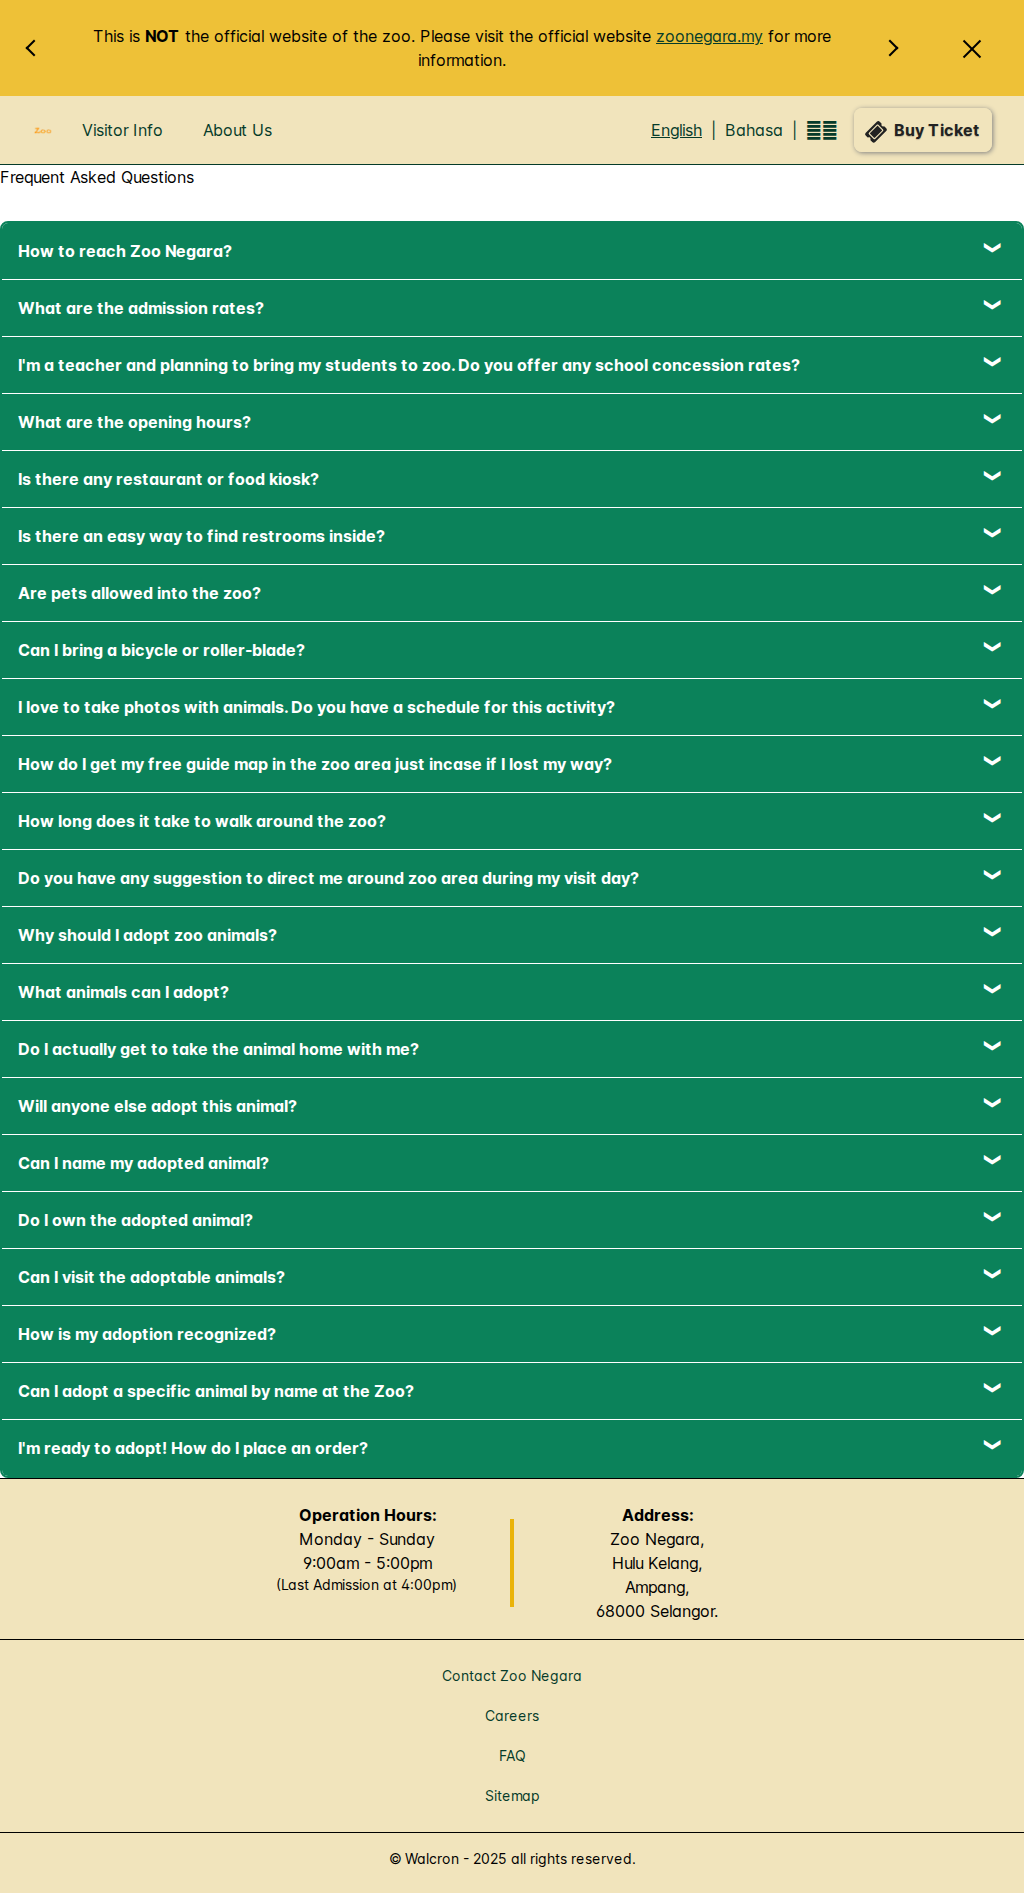 This is NOT the official website of the zoo. Please visit the official website zoonegara.my for more
information.
Zoo
Visitor Info
About Us
English | Bahasa |
Buy Ticket
Frequent Asked Questions
How to reach Zoo Negara?
What are the admission rates?
I'm a teacher and planning to bring my students to zoo. Do you offer any school concession rates?
What are the opening hours?
Is there any restaurant or food kiosk?
Is there an easy way to find restrooms inside?
Are pets allowed into the zoo?
Can I bring a bicycle or roller-blade?
I love to take photos with animals. Do you have a schedule for this activity?
How do I get my free guide map in the zoo area just incase if I lost my way?
How long does it take to walk around the zoo?
Do you have any suggestion to direct me around zoo area during my visit day?
Why should I adopt zoo animals?
What animals can I adopt?
Do I actually get to take the animal home with me?
Will anyone else adopt this animal?
Can I name my adopted animal?
Do I own the adopted animal?
Can I visit the adoptable animals?
How is my adoption recognized?
Can I adopt a specific animal by name at the Zoo?
I'm ready to adopt! How do I place an order?
Operation Hours:
Monday - Sunday
9:00am - 5:00pm
(Last Admission at 4:00pm)
Address:
Zoo Negara,
Hulu Kelang,
Ampang,
68000 Selangor.
Contact Zoo Negara
Careers
FAQ
Sitemap
© Walcron - 2025 all rights reserved.